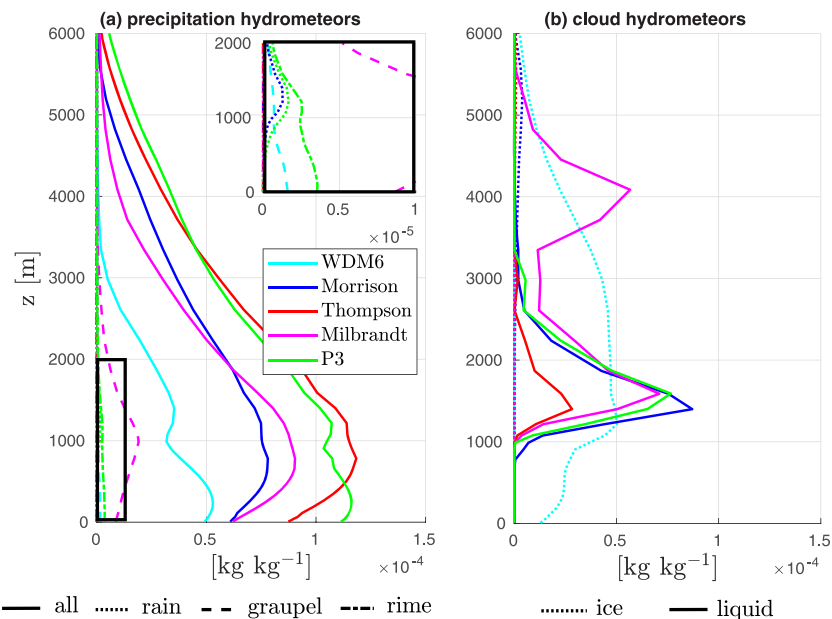 (a) precipitation hydrometeors
(b) cloud hydrometeors
6000
5000
4000
3000
2000
1000
0
z [m]
0
0.5
1
1.5
×10⁻⁴
[kg kg⁻¹]
2000
1000
0
0
0.5
1
×10⁻⁵
WDM6
Morrison
Thompson
Milbrandt
P3
6000
5000
4000
3000
2000
1000
0
0
0.5
1
1.5
×10⁻⁴
[kg kg⁻¹]
all rain graupel rime
ice liquid